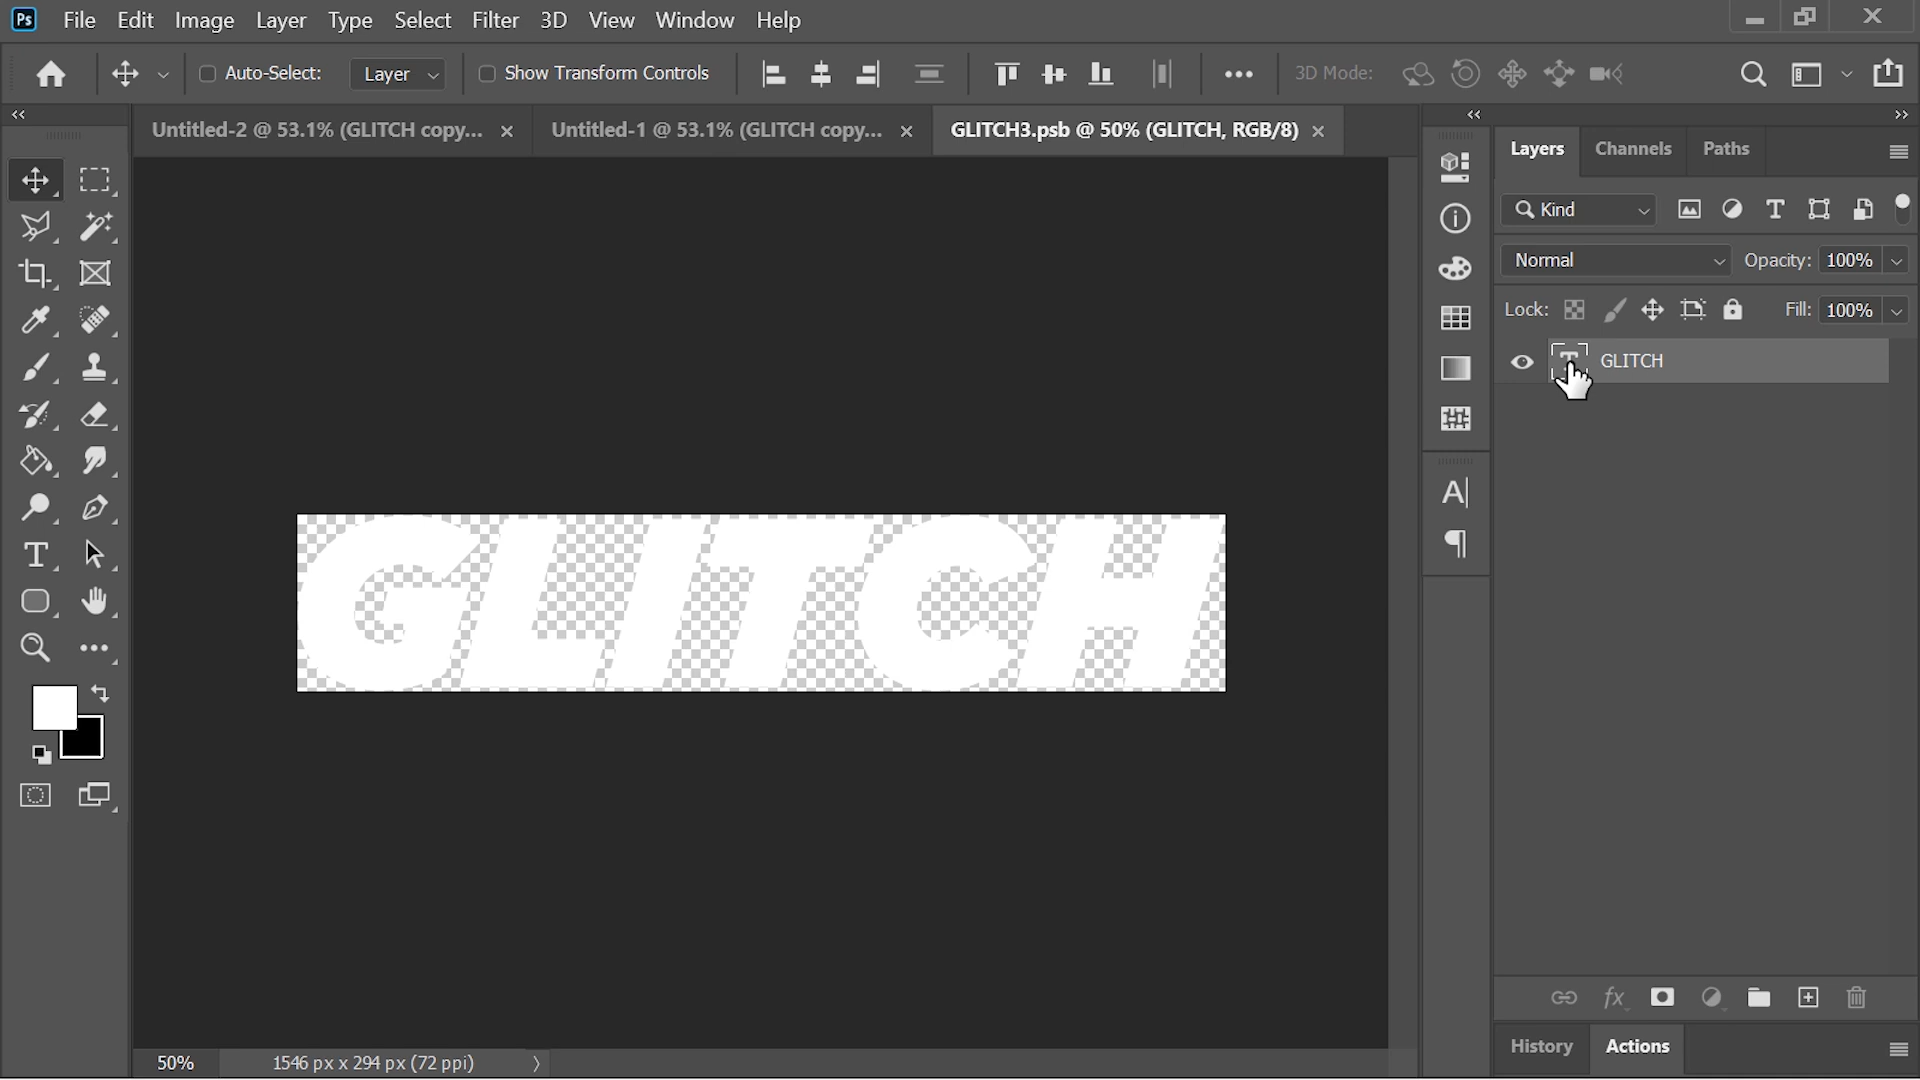 Ps File Edit Image Layer Type Select Filter 3D View Window Help
Auto-Select: Layer Show Transform Controls 3D Mode:
Untitled-2 @ 53.1% (GLITCH copy... × Untitled-1 @ 53.1% (GLITCH copy... × GLITCH3.psb @ 50% (GLITCH, RGB/8) ×
Layers Channels Paths
Kind
Normal Opacity: 100%
Lock: Fill: 100%
GLITCH
GLITCH
fx
50% 1546 px x 294 px (72 ppi)
History Actions